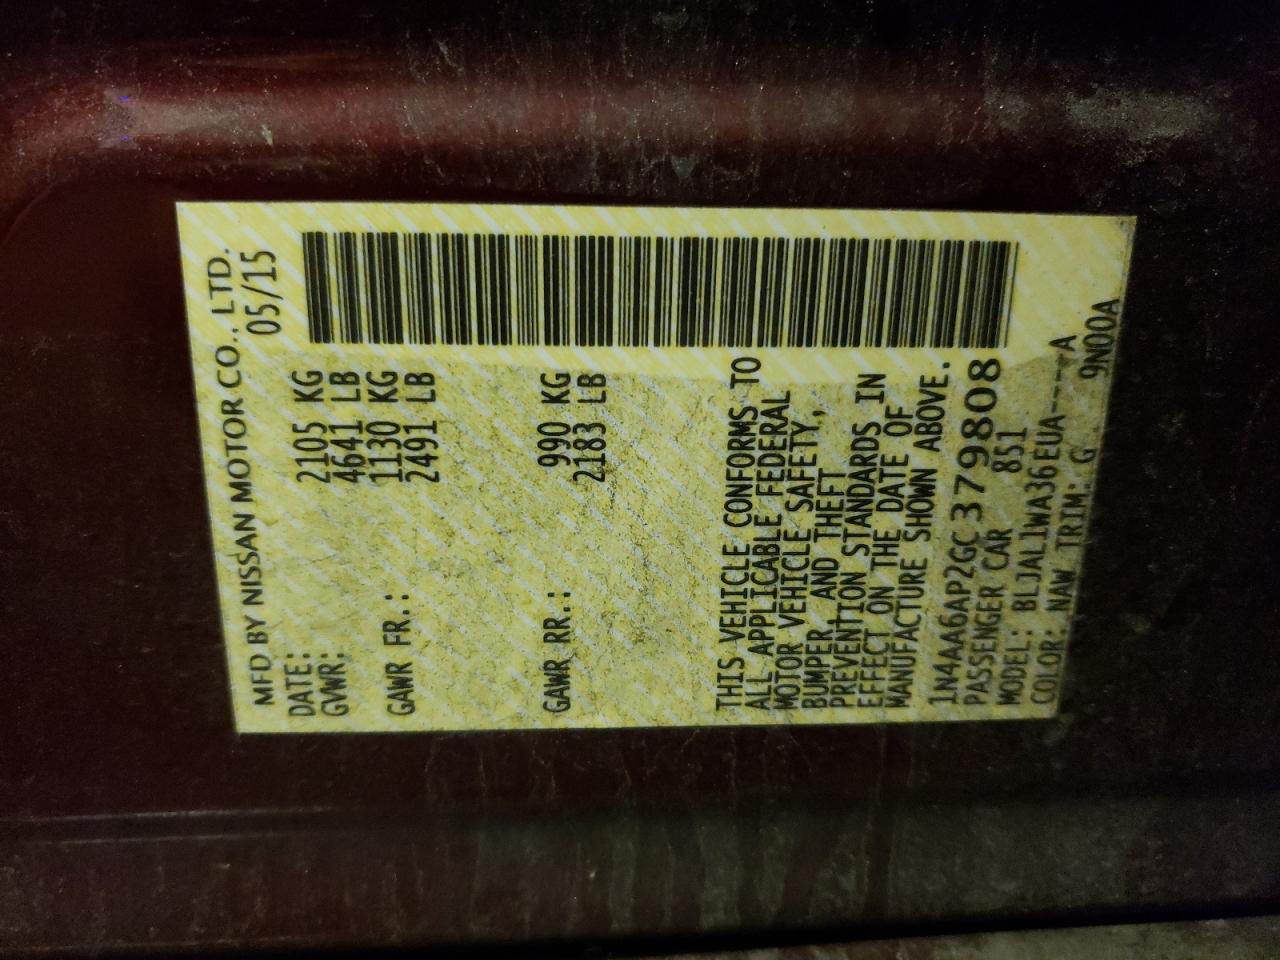 MFD BY NISSAN MOTOR CO., LTD.
DATE: 05/15
GVWR: 2105 KG
4641 LB
GAWR FR.: 1130 KG
2491 LB
GAWR RR.: 990 KG
2183 LB
THIS VEHICLE CONFORMS TO
ALL APPLICABLE FEDERAL
MOTOR VEHICLE SAFETY,
BUMPER AND THEFT
PREVENTION STANDARDS IN
EFFECT ON THE DATE OF
MANUFACTURE SHOWN ABOVE.
1N4AA6AP2GC379808
PASSENGER CAR 851
MODEL: BLJAL1WA36EUA----A
COLOR: NAW TRIM: G 9N00A